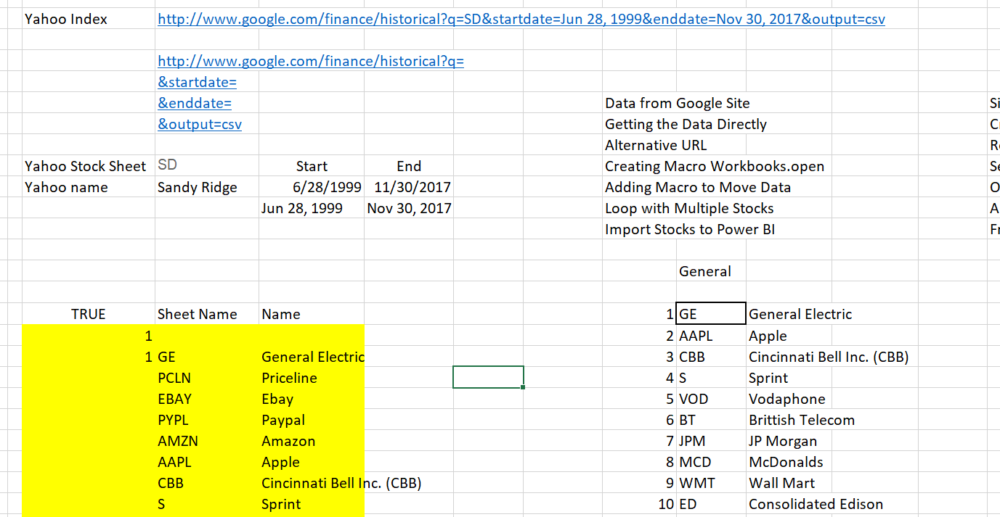 Yahoo Index http://www.google.com/finance/historical?q=SD&startdate=Jun 28, 1999&enddate=Nov 30, 2017&output=csv
http://www.google.com/finance/historical?q=
&startdate=
&enddate= Data from Google Site Si
&output=csv Getting the Data Directly
Alternative URL
Yahoo Stock Sheet SD Start End Creating Macro Workbooks.open
Yahoo name Sandy Ridge 6/28/1999 11/30/2017 Adding Macro to Move Data
Jun 28, 1999 Nov 30, 2017 Loop with Multiple Stocks A
Import Stocks to Power BI Fr
General
TRUE Sheet Name Name 1 GE General Electric
1 2 AAPL Apple
1 GE General Electric 3 CBB Cincinnati Bell Inc. (CBB)
PCLN Priceline 4 S Sprint
EBAY Ebay 5 VOD Vodaphone
PYPL Paypal 6 BT Brittish Telecom
AMZN Amazon 7 JPM JP Morgan
AAPL Apple 8 MCD McDonalds
CBB Cincinnati Bell Inc. (CBB) 9 WMT Wall Mart
S Sprint 10 ED Consolidated Edison